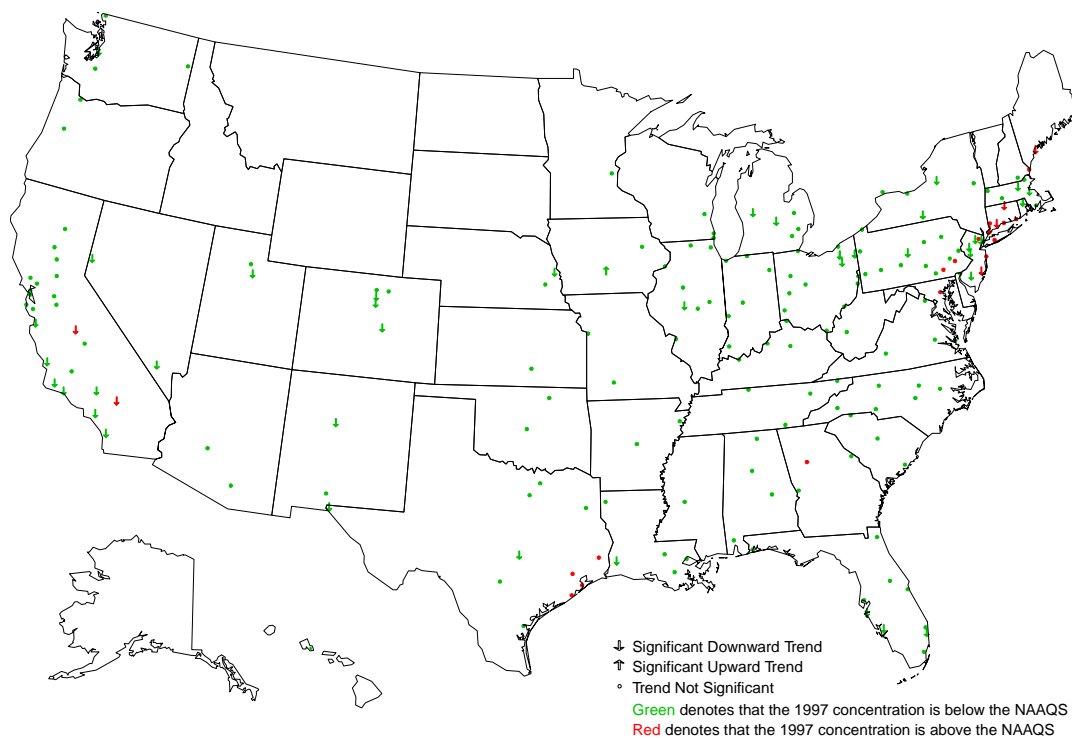 Significant Downward Trend
Significant Upward Trend
Trend Not Significant
Green denotes that the 1997 concentration is below the NAAQS
Red denotes that the 1997 concentration is above the NAAQS